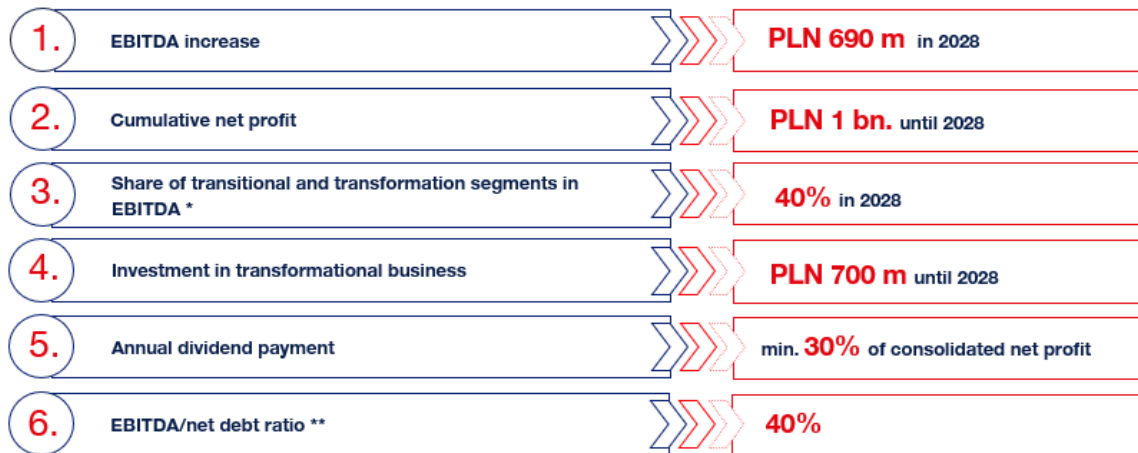 1. EBITDA increase PLN 690 m in 2028
2. Cumulative net profit PLN 1 bn. until 2028
3. Share of transitional and transformation segments in
EBITDA * 40% in 2028
4. Investment in transformational business PLN 700 m until 2028
5. Annual dividend payment min. 30% of consolidated net profit
6. EBITDA/net debt ratio ** 40%